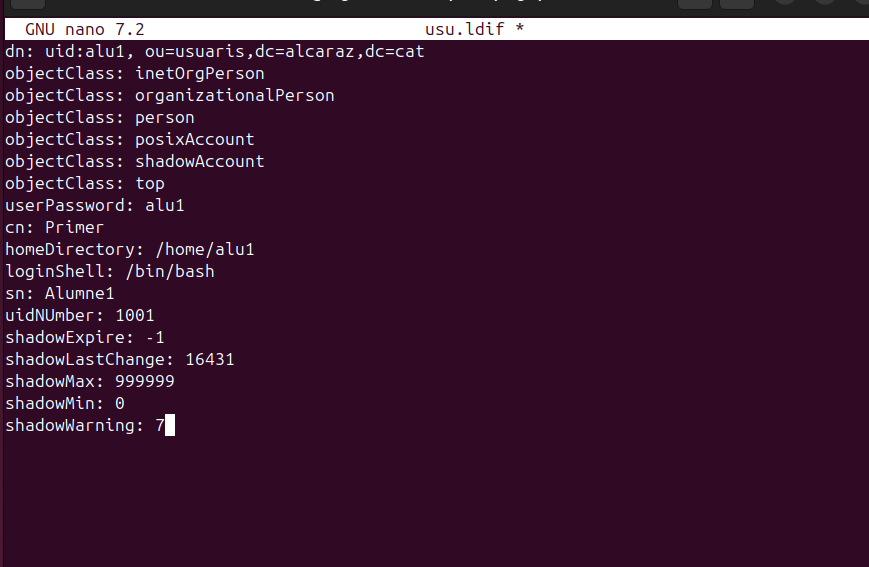 GNU nano 7.2 usu.ldif *
dn: uid:alu1, ou=usuaris,dc=alcaraz,dc=cat
objectClass: inetOrgPerson
objectClass: organizationalPerson
objectClass: person
objectClass: posixAccount
objectClass: shadowAccount
objectClass: top
userPassword: alu1
cn: Primer
homeDirectory: /home/alu1
loginShell: /bin/bash
sn: Alumne1
uidNUmber: 1001
shadowExpire: -1
shadowLastChange: 16431
shadowMax: 999999
shadowMin: 0
shadowWarning: 7